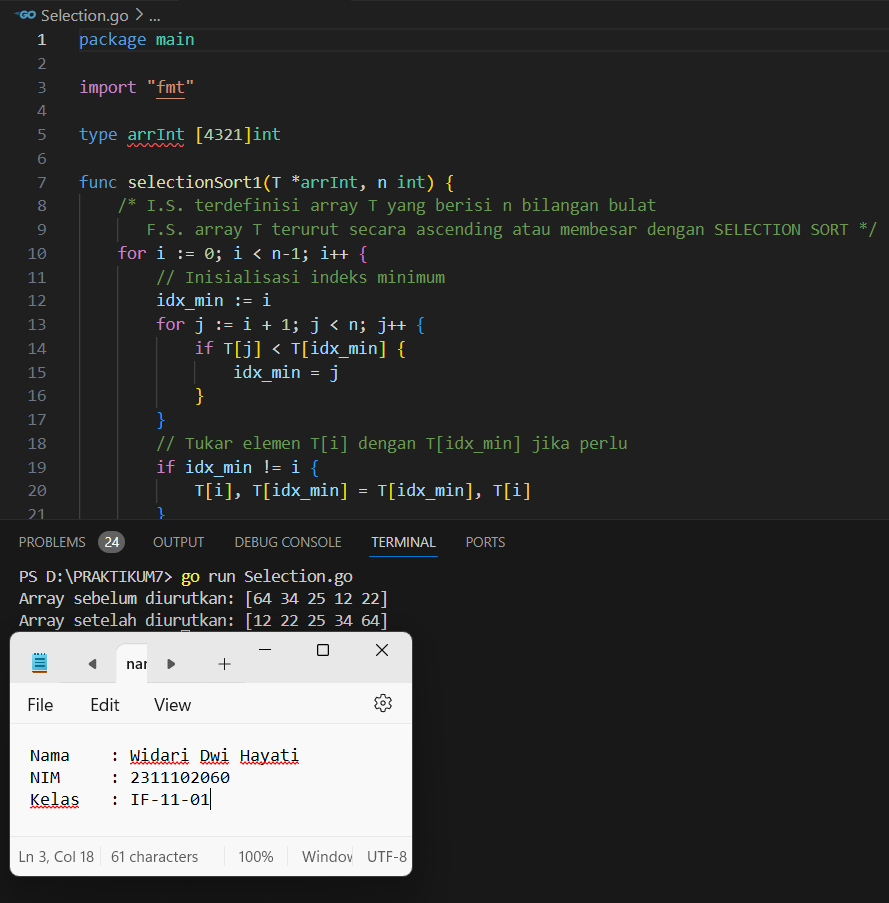 GO Selection.go > ...
1 package main
2
3 import "fmt"
4
5 type arrInt [4321]int
6
7 func selectionSort1(T *arrInt, n int) {
8 /* I.S. terdefinisi array T yang berisi n bilangan bulat
9 F.S. array T terurut secara ascending atau membesar dengan SELECTION SORT */
10 for i := 0; i < n-1; i++ {
11 // Inisialisasi indeks minimum
12 idx_min := i
13 for j := i + 1; j < n; j++ {
14 if T[j] < T[idx_min] {
15 idx_min = j
16 }
17 }
18 // Tukar elemen T[i] dengan T[idx_min] jika perlu
19 if idx_min != i {
20 T[i], T[idx_min] = T[idx_min], T[i]
21 }
PROBLEMS 24 OUTPUT DEBUG CONSOLE TERMINAL PORTS
PS D:\PRAKTIKUM7> go run Selection.go
Array sebelum diurutkan: [64 34 25 12 22]
Array setelah diurutkan: [12 22 25 34 64]
nar
File Edit View
Nama : Widari Dwi Hayati
NIM : 2311102060
Kelas : IF-11-01
Ln 3, Col 18 61 characters 100% Window UTF-8